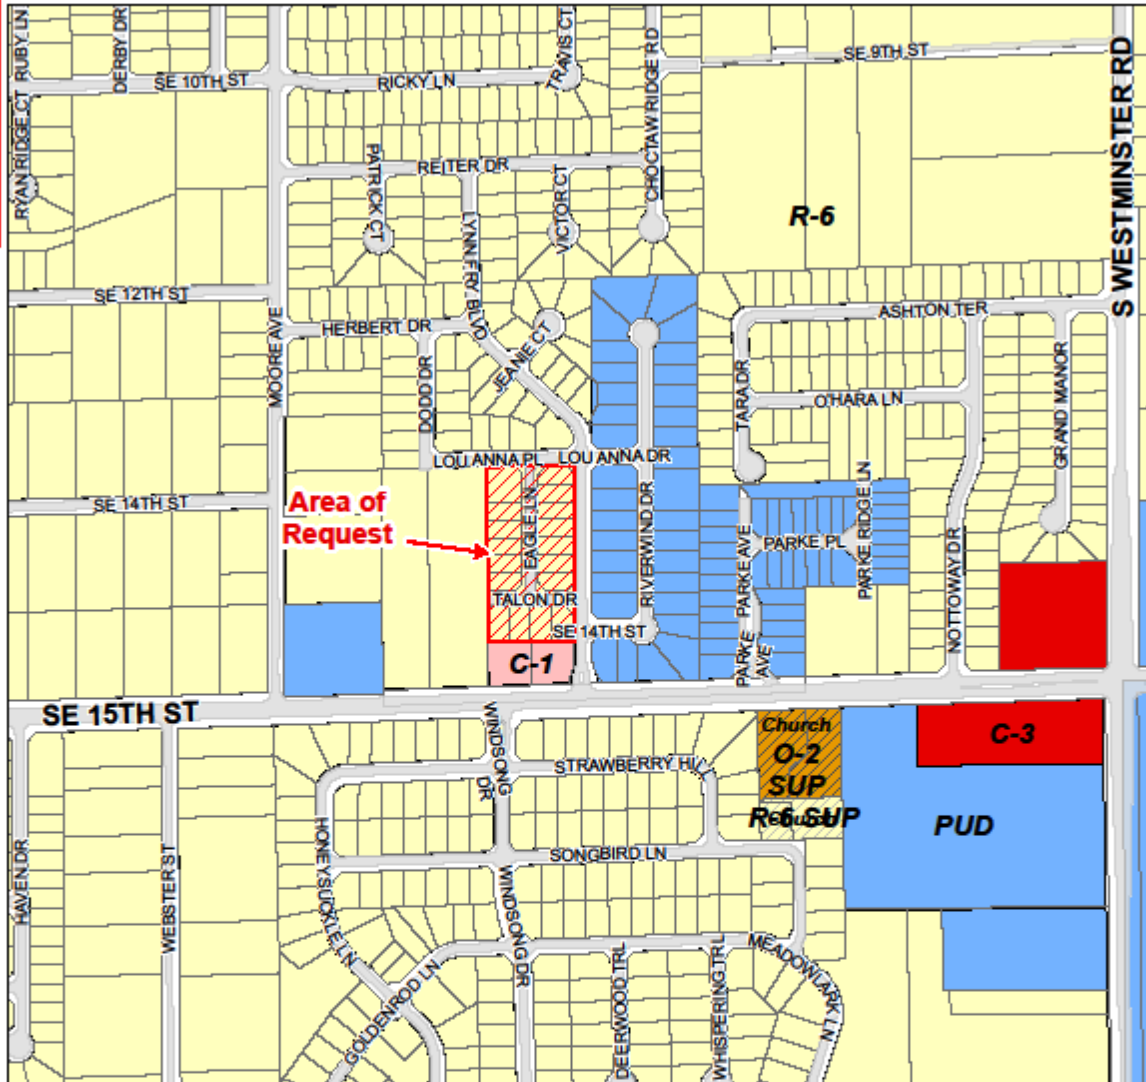 RUBY LN
DERBY DR
SE 10TH ST
RICKY LN
TRAVIS CT
CHOCTAW RIDGE RD
SE 9TH ST
S WESTMINSTER RD
RYAN RIDGE CT
PATRICK CT
REITER DR
VICTOR CT
LYNN FRY BLVD
R-6
SE 12TH ST
MOORE AVE
HERBERT DR
JEANIE CT
DODD DR
ASHTON TER
TARA DR
O'HARA LN
GRAND MANOR
LOU ANNA PL
LOU ANNA DR
SE 14TH ST
Area of
Request
EAGLE LN
RIVERWIND DR
PARKE AVE
PARKE PL
PARKE RIDGE LN
NOTTOWAY DR
TALON DR
SE 14TH ST
PARKE
AVE
C-1
SE 15TH ST
WINDSONG
DR
STRAWBERRY HILL
Church
O-2
SUP
C-3
R-6 SUP
PUD
HAVEN DR
WEBSTER ST
HONEYSUCKLE LN
SONGBIRD LN
WINDSONG DR
GOLDENROD LN
DEERWOOD TRL
WHISPERING TRL
MEADOWLARK LN